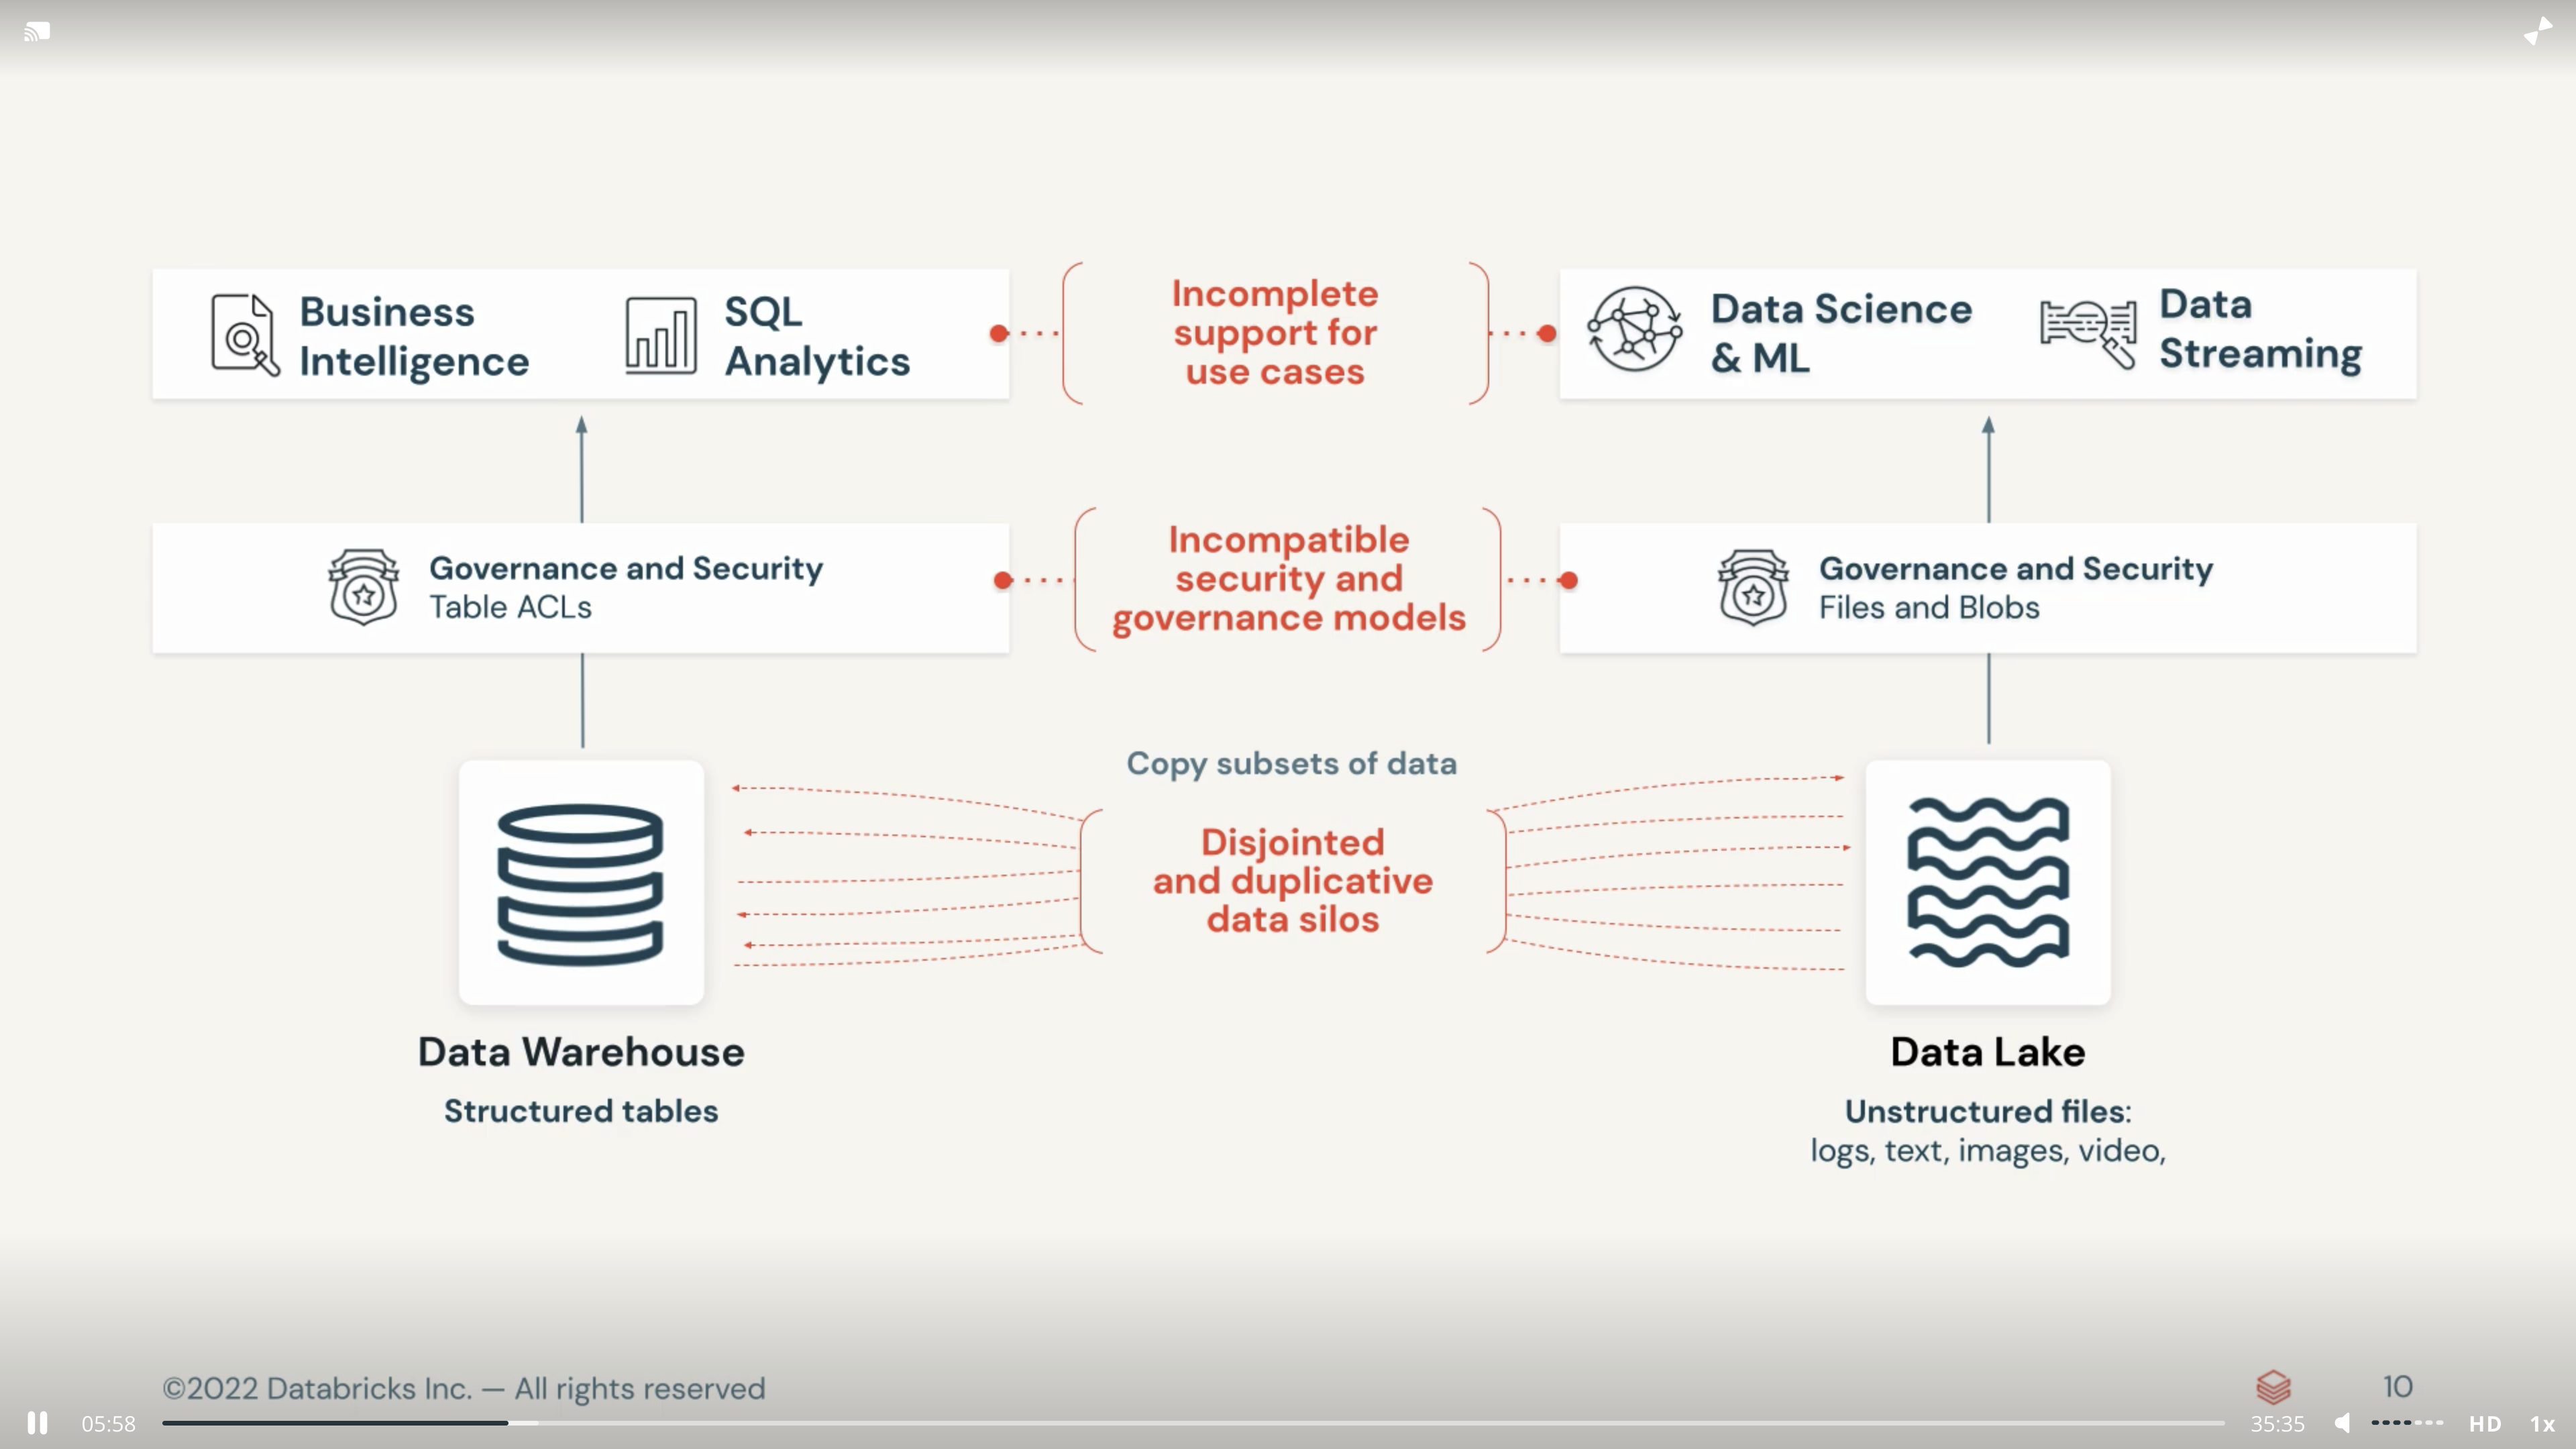 Business
Intelligence
SQL
Analytics
Incomplete
support for
use cases
Data Science
& ML
Data
Streaming
Governance and Security
Table ACLs
Incompatible
security and
governance models
Governance and Security
Files and Blobs
Copy subsets of data
Disjointed
and duplicative
data silos
Data Warehouse
Structured tables
Data Lake
Unstructured files:
logs, text, images, video,
©2022 Databricks Inc. — All rights reserved
10
05:58
35:35
HD
1x